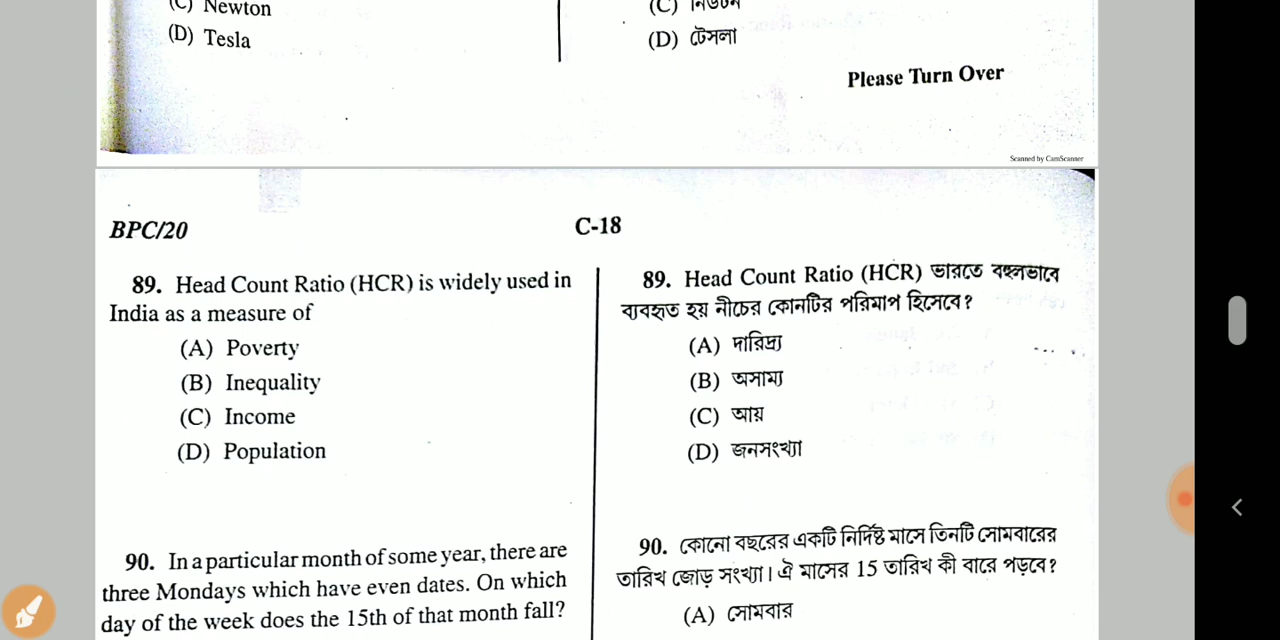 (C) Newton
(D) Tesla
(C) নিউটন
(D) টেসলা
Please Turn Over
Scanned by CamScanner
BPC/20
C-18
89. Head Count Ratio (HCR) is widely used in
India as a measure of
(A) Poverty
(B) Inequality
(C) Income
(D) Population
90. In a particular month of some year, there are
three Mondays which have even dates. On which
day of the week does the 15th of that month fall?
89. Head Count Ratio (HCR) ভারতে বহুলভাবে
ব্যবহৃত হয় নীচের কোনটির পরিমাপ হিসেবে?
(A) দারিদ্র্য
(B) অসাম্য
(C) আয়
(D) জনসংখ্যা
90. কোনো বছরের একটি নির্দিষ্ট মাসে তিনটি সোমবারের
তারিখ জোড় সংখ্যা। ঐ মাসের 15 তারিখ কী বারে পড়বে?
(A) সোমবার